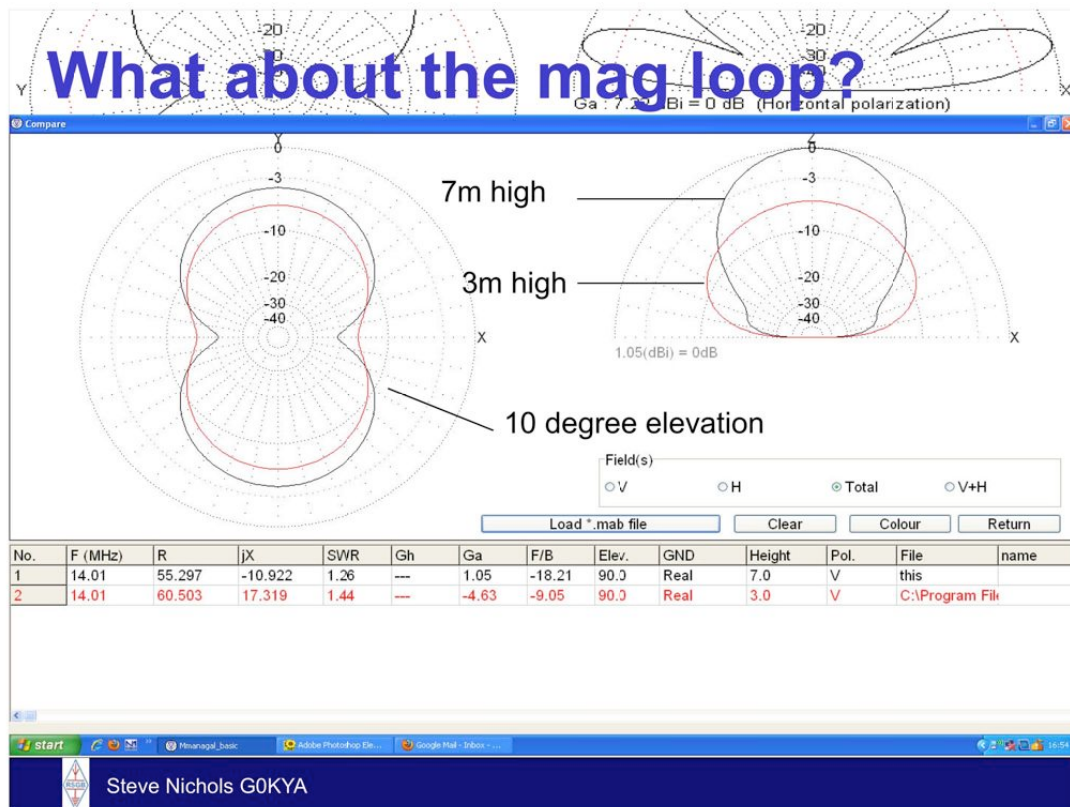 20
20
30
30
What about the mag loop?
Y
X
Ga : 7.22 dBi = 0 dB (Horizontal polarization)
Compare
Y
0
-3
-10
-20
-30
-40
X
Z
0
-3
-10
-20
-30
-40
X
7m high
3m high
1.05(dBi) = 0dB
10 degree elevation
Field(s)
V H Total V+H
Load *.mab file Clear Colour Return
No. F (MHz) R jX SWR Gh Ga F/B Elev. GND Height Pol. File name
1 14.01 55.297 -10.922 1.26 --- 1.05 -18.21 90.0 Real 7.0 V this
2 14.01 60.503 17.319 1.44 --- -4.63 -9.05 90.0 Real 3.0 V C:\Program File
start Mmanagal_basic Adobe Photoshop Ele... Google Mail - Inbox - ... 16:54
RSGB
Steve Nichols G0KYA